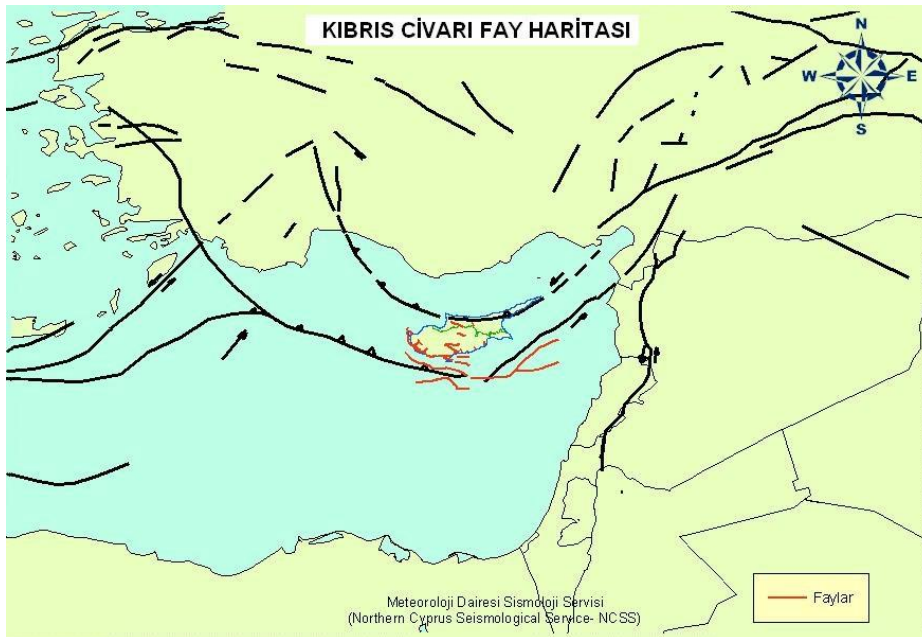 KIBRIS CİVARI FAY HARİTASI
N
W E
S
Meteoroloji Dairesi Sismoloji Servisi
(Northern Cyprus Seismological Service- NCSS)
Faylar